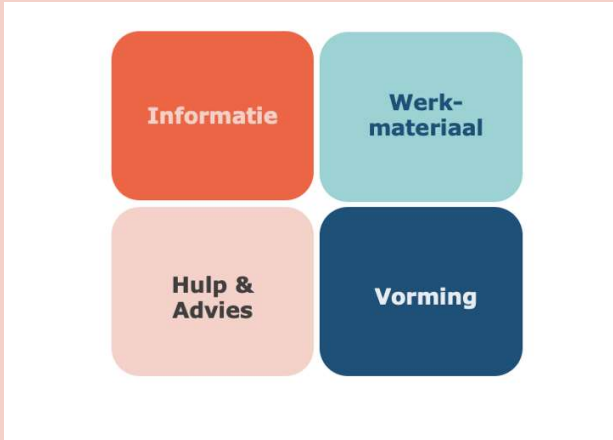 Informatie
Werk-
materiaal
Hulp &
Advies
Vorming